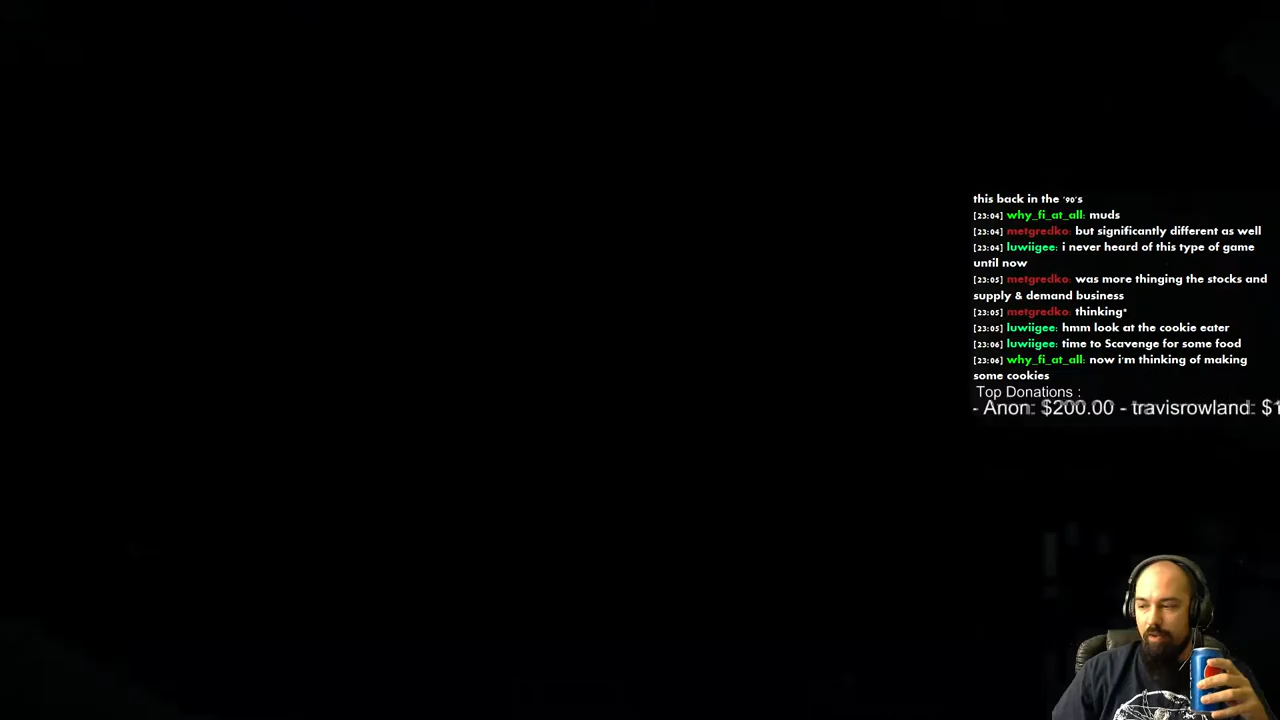 this back in the '90's
[23:04] why_fi_at_all: muds
[23:04] metgredko: but significantly different as well
[23:04] luwiigee: i never heard of this type of game
until now
[23:05] metgredko: was more thinging the stocks and
supply & demand business
[23:05] metgredko: thinking*
[23:05] luwiigee: hmm look at the cookie eater
[23:06] luwiigee: time to Scavenge for some food
[23:06] why_fi_at_all: now i'm thinking of making
some cookies
Top Donations :
- Anon: $200.00 - travisrowland: $1